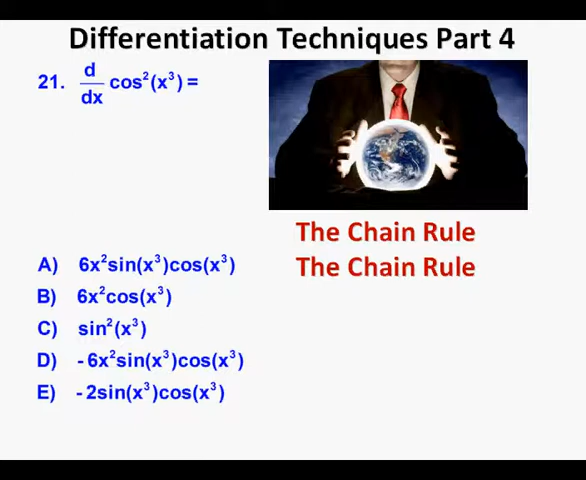 Differentiation Techniques Part 4
21. d/dx cos²(x³) =
The Chain Rule
A) 6x²sin(x³)cos(x³)
The Chain Rule
B) 6x²cos(x³)
C) sin²(x³)
D) - 6x²sin(x³)cos(x³)
E) - 2sin(x³)cos(x³)